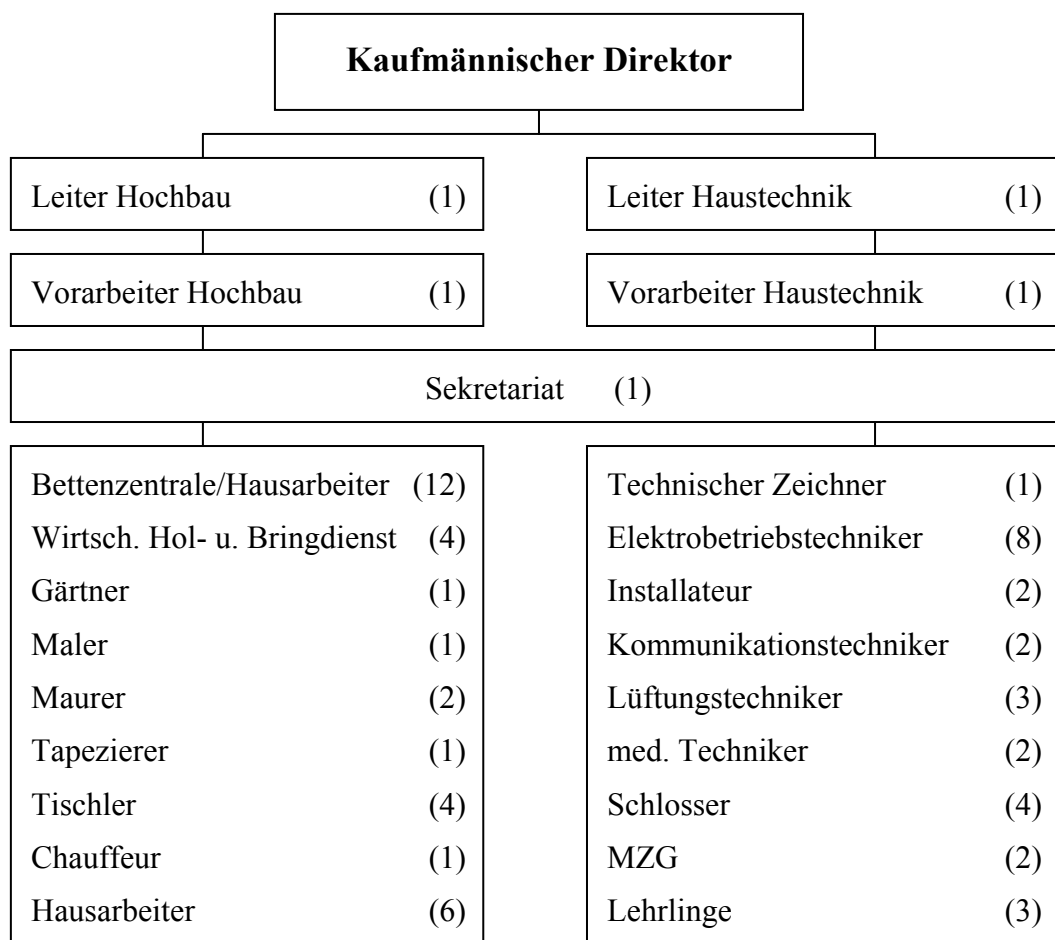 Kaufmännischer Direktor
Leiter Hochbau (1)
Leiter Haustechnik (1)
Vorarbeiter Hochbau (1)
Vorarbeiter Haustechnik (1)
Sekretariat (1)
Bettenzentrale/Hausarbeiter (12)
Wirtsch. Hol- u. Bringdienst (4)
Gärtner (1)
Maler (1)
Maurer (2)
Tapezierer (1)
Tischler (4)
Chauffeur (1)
Hausarbeiter (6)
Technischer Zeichner (1)
Elektrobetriebstechniker (8)
Installateur (2)
Kommunikationstechniker (2)
Lüftungstechniker (3)
med. Techniker (2)
Schlosser (4)
MZG (2)
Lehrlinge (3)